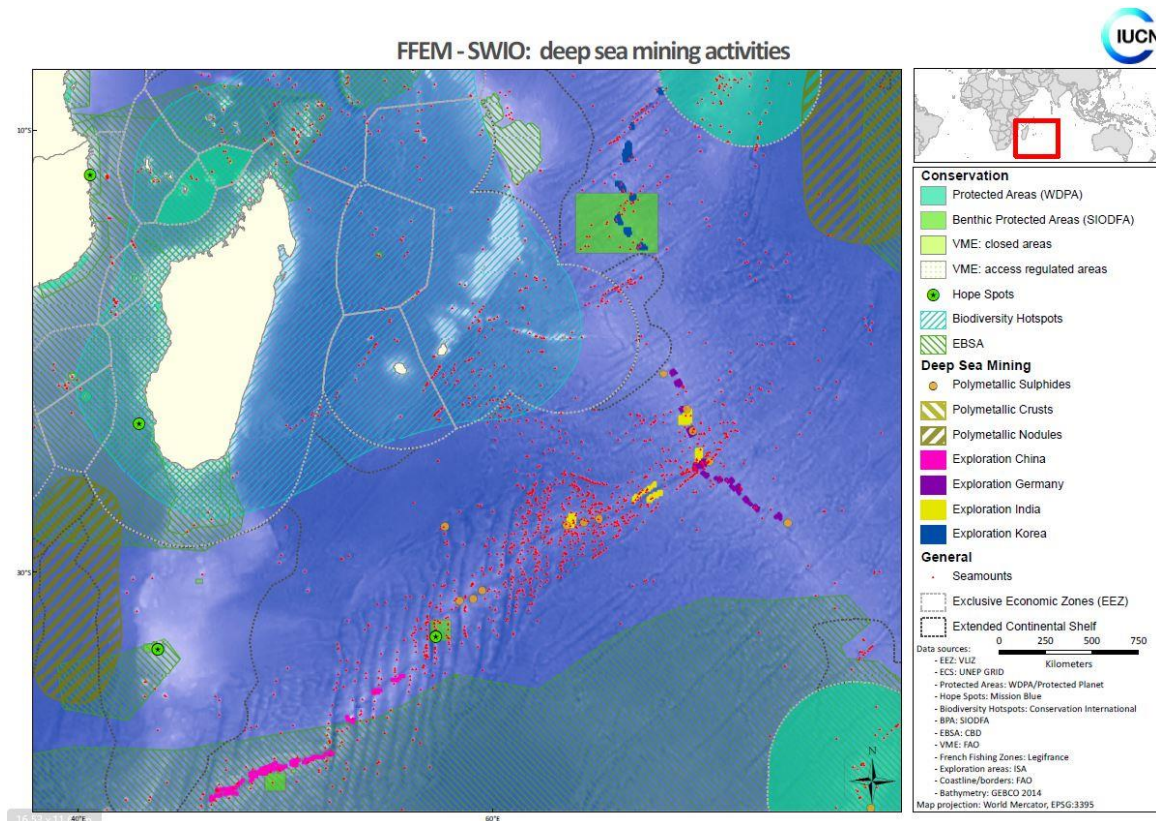 IUCN
FFEM - SWIO: deep sea mining activities
10°S
30°S
40°E
60°E
Conservation
Protected Areas (WDPA)
Benthic Protected Areas (SIODFA)
VME: closed areas
VME: access regulated areas
Hope Spots
Biodiversity Hotspots
EBSA
Deep Sea Mining
Polymetallic Sulphides
Polymetallic Crusts
Polymetallic Nodules
Exploration China
Exploration Germany
Exploration India
Exploration Korea
General
Seamounts
Exclusive Economic Zones (EEZ)
Extended Continental Shelf
0 250 500 750
Kilometers
Data sources:
- EEZ: VLIZ
- ECS: UNEP GRID
- Protected Areas: WDPA/Protected Planet
- Hope Spots: Mission Blue
- Biodiversity Hotspots: Conservation International
- BPA: SIODFA
- EBSA: CBD
- VME: FAO
- French Fishing Zones: Legifrance
- Exploration areas: ISA
- Coastline/borders: FAO
- Bathymetry: GEBCO 2014
Map projection: World Mercator, EPSG:3395
N